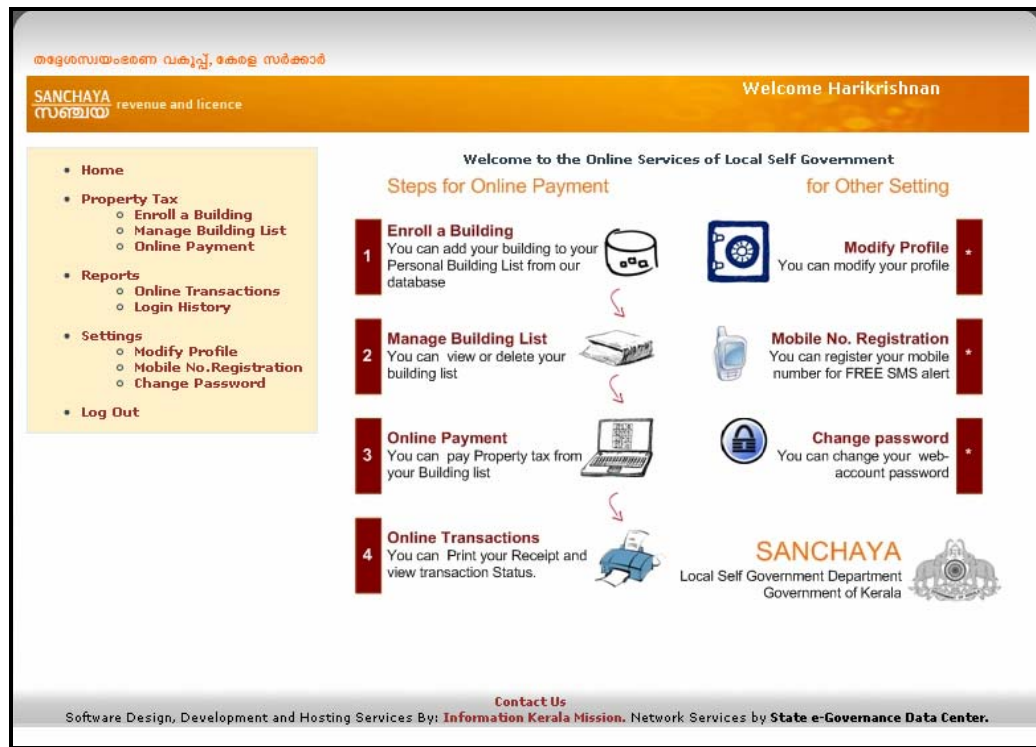 തദ്ദേശസ്വയംഭരണ വകുപ്പ്, കേരള സർക്കാർ
SANCHAYA
സഞ്ചയ
revenue and licence
Welcome Harikrishnan
Home
Property Tax
Enroll a Building
Manage Building List
Online Payment
Reports
Online Transactions
Login History
Settings
Modify Profile
Mobile No.Registration
Change Password
Log Out
Welcome to the Online Services of Local Self Government
Steps for Online Payment
1
Enroll a Building
You can add your building to your
Personal Building List from our
database
2
Manage Building List
You can view or delete your
building list
3
Online Payment
You can pay Property tax from
your Building list
4
Online Transactions
You can Print your Receipt and
view transaction Status.
for Other Setting
Modify Profile
You can modify your profile
*
Mobile No. Registration
You can register your mobile
number for FREE SMS alert
*
Change password
You can change your web-
account password
*
SANCHAYA
Local Self Government Department
Government of Kerala
Contact Us
Software Design, Development and Hosting Services By: Information Kerala Mission. Network Services by State e-Governance Data Center.